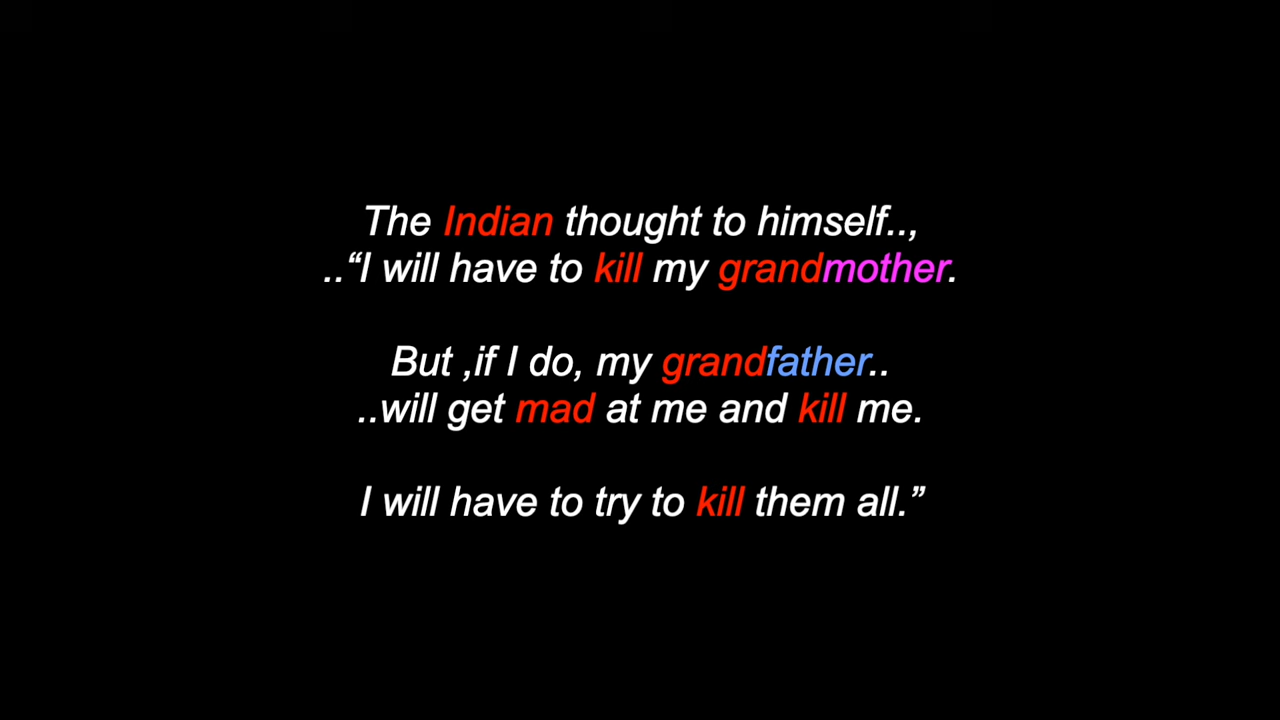 The Indian thought to himself..,
..“I will have to kill my grandmother.
But ,if I do, my grandfather..
..will get mad at me and kill me.
I will have to try to kill them all.”